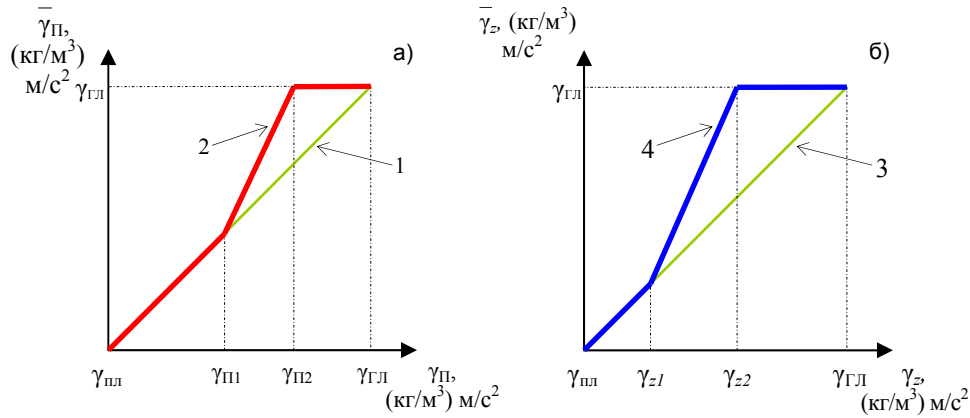 γ̅П,
(кг/м³)
м/с²
а)
γГЛ
2
1
γпл
γП1
γП2
γГЛ
γП,
(кг/м³) м/с²
γ̅z, (кг/м³)
м/с²
б)
γГЛ
4
3
γпл
γz1
γz2
γГЛ
γz,
(кг/м³) м/с²